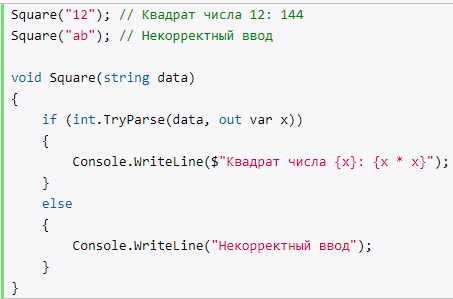 Square("12"); // Квадрат числа 12: 144
Square("ab"); // Некорректный ввод

void Square(string data)
{
    if (int.TryParse(data, out var x))
    {
        Console.WriteLine($"Квадрат числа {x}: {x * x}");
    }
    else
    {
        Console.WriteLine("Некорректный ввод");
    }
}